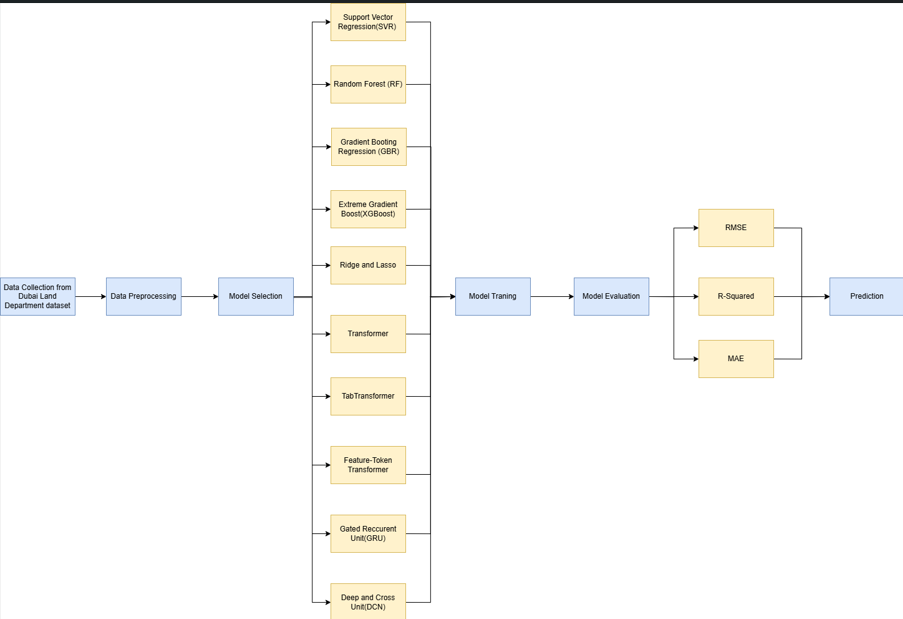 Data Collection from
Dubai Land
Department dataset
Data Preprocessing
Model Selection
Support Vector
Regression(SVR)
Random Forest (RF)
Gradient Booting
Regression (GBR)
Extreme Gradient
Boost(XGBoost)
Ridge and Lasso
Transformer
TabTransformer
Feature-Token
Transformer
Gated Reccurent
Unit(GRU)
Deep and Cross
Unit(DCN)
Model Traning
Model Evaluation
RMSE
R-Squared
MAE
Prediction